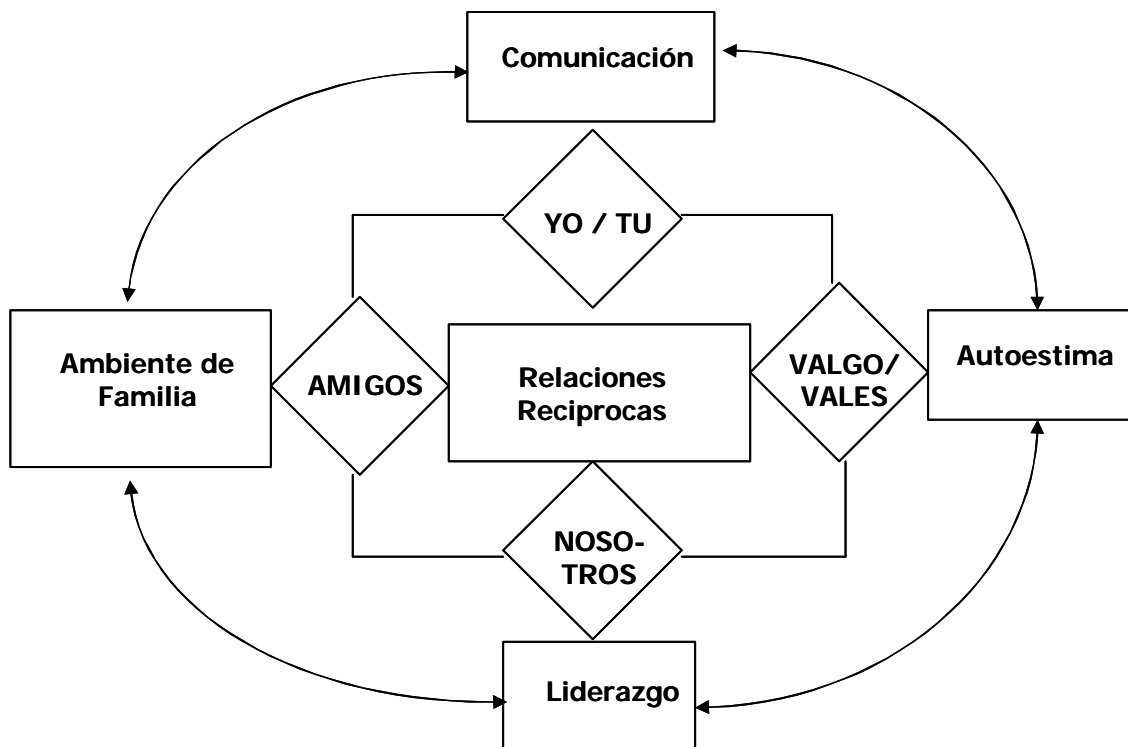 Comunicación
YO / TU
Ambiente de
Familia
AMIGOS
Relaciones
Reciprocas
VALGO/
VALES
Autoestima
NOSO-
TROS
Liderazgo